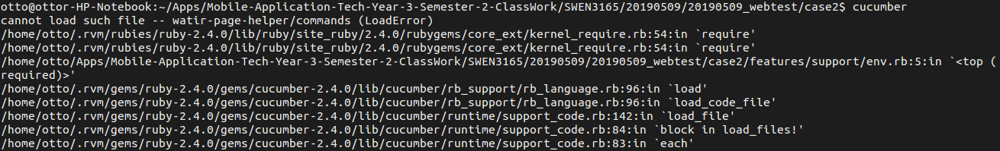 otto@ottor-HP-Notebook:~/Apps/Mobile-Application-Tech-Year-3-Semester-2-ClassWork/SWEN3165/20190509/20190509_webtest/case2$ cucumber
cannot load such file -- watir-page-helper/commands (LoadError)
/home/otto/.rvm/rubies/ruby-2.4.0/lib/ruby/site_ruby/2.4.0/rubygems/core_ext/kernel_require.rb:54:in `require'
/home/otto/.rvm/rubies/ruby-2.4.0/lib/ruby/site_ruby/2.4.0/rubygems/core_ext/kernel_require.rb:54:in `require'
/home/otto/Apps/Mobile-Application-Tech-Year-3-Semester-2-ClassWork/SWEN3165/20190509/20190509_webtest/case2/features/support/env.rb:5:in `<top (
required)>'
/home/otto/.rvm/gems/ruby-2.4.0/gems/cucumber-2.4.0/lib/cucumber/rb_support/rb_language.rb:96:in `load'
/home/otto/.rvm/gems/ruby-2.4.0/gems/cucumber-2.4.0/lib/cucumber/rb_support/rb_language.rb:96:in `load_code_file'
/home/otto/.rvm/gems/ruby-2.4.0/gems/cucumber-2.4.0/lib/cucumber/runtime/support_code.rb:142:in `load_file'
/home/otto/.rvm/gems/ruby-2.4.0/gems/cucumber-2.4.0/lib/cucumber/runtime/support_code.rb:84:in `block in load_files!'
/home/otto/.rvm/gems/ruby-2.4.0/gems/cucumber-2.4.0/lib/cucumber/runtime/support_code.rb:83:in `each'